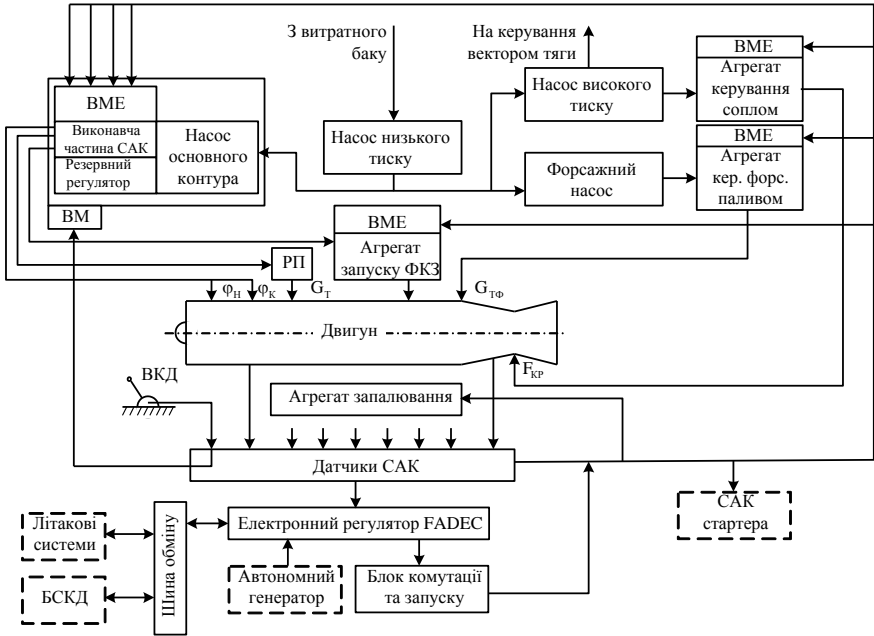 З витратного
баку
На керування
вектором тяги
ВМЕ
Агрегат
керування
соплом
ВМЕ
Виконавча
частина САК
Резервний
регулятор
Насос
основного
контура
Насос низького
тиску
Насос високого
тиску
Форсажний
насос
ВМЕ
Агрегат
кер. форс.
паливом
ВМ
ВМЕ
Агрегат
запуску ФКЗ
РП
φН
φК
GТ
GТФ
Двигун
FКР
ВКД
Агрегат запалювання
Датчики САК
САК
стартера
Літакові
системи
БСКД
Шина обміну
Електронний регулятор FADEC
Автономний
генератор
Блок комутації
та запуску